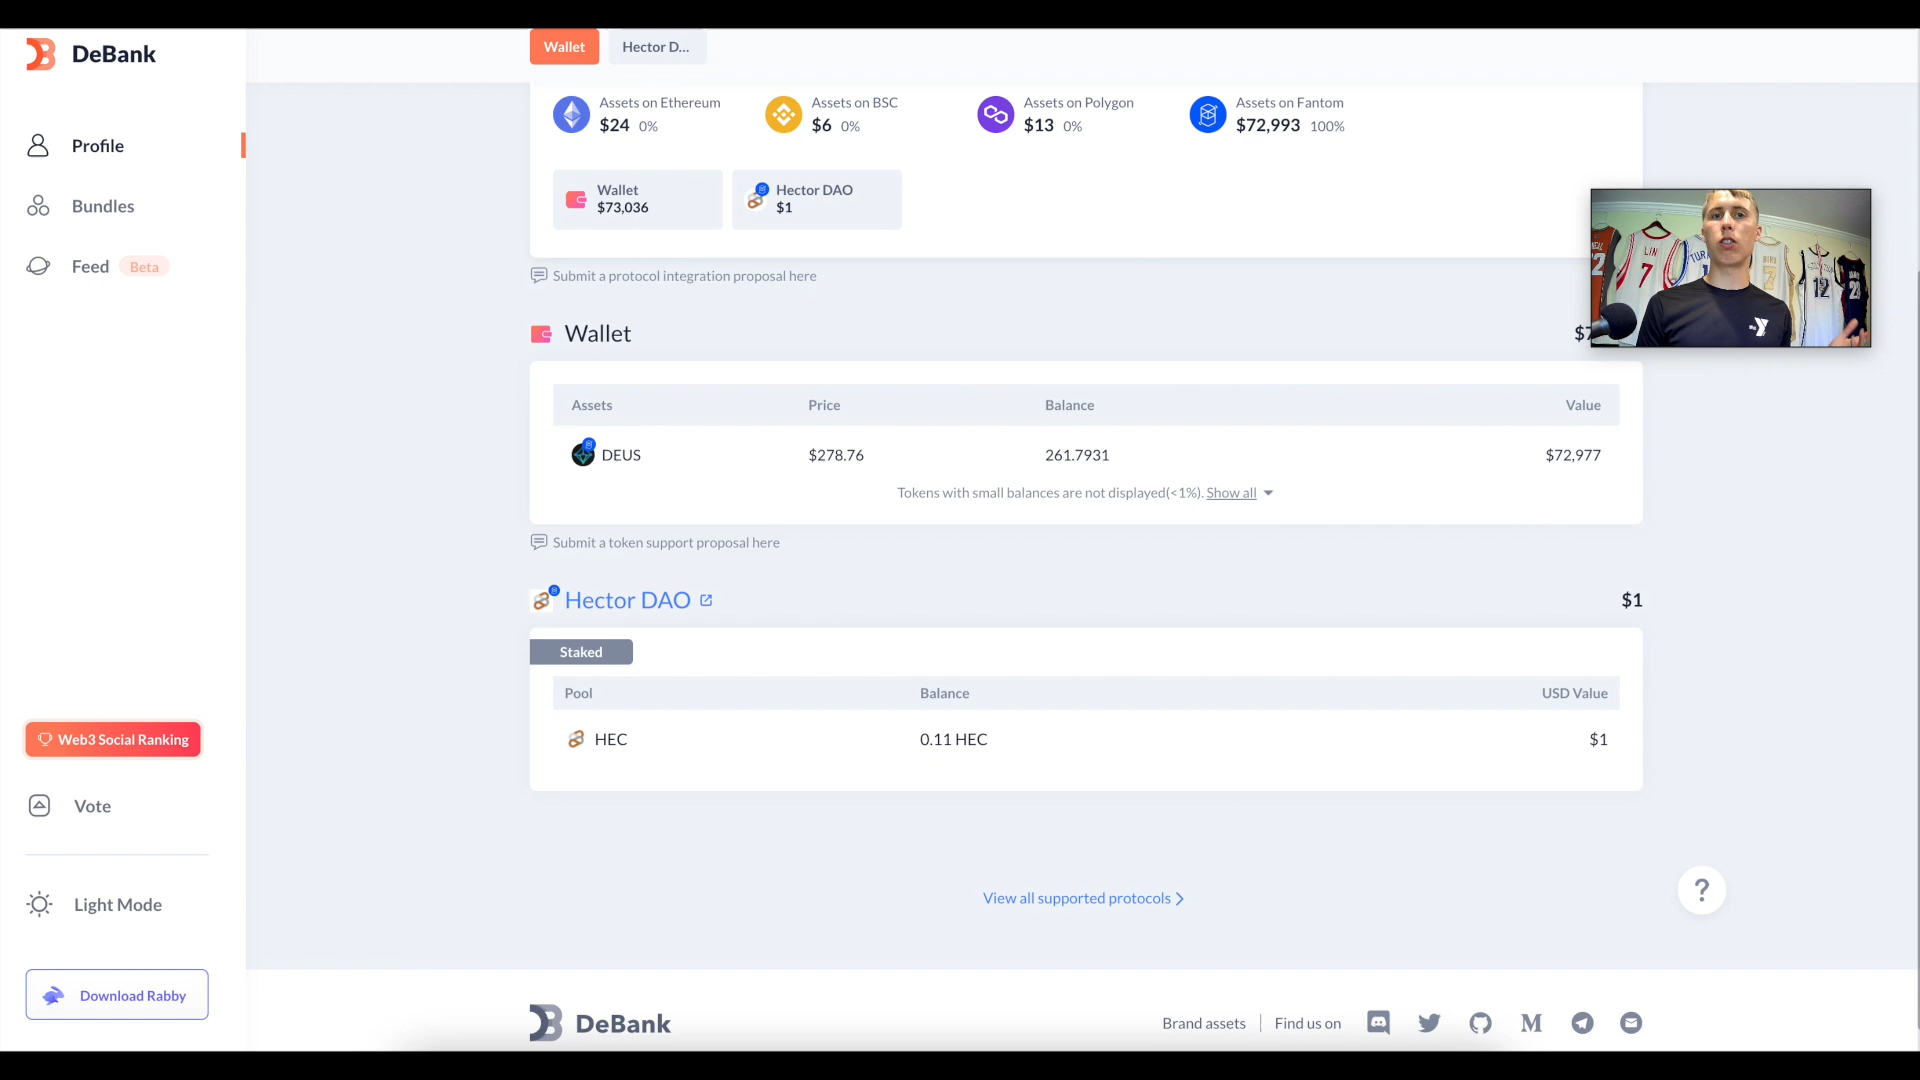 DeBank
Wallet
Hector D...
Profile
Bundles
Feed Beta
Assets on Ethereum
$24 0%
Assets on BSC
$6 0%
Assets on Polygon
$13 0%
Assets on Fantom
$72,993 100%
Wallet
$73,036
Hector DAO
$1
Submit a protocol integration proposal here
Wallet
Assets Price Balance Value
DEUS $278.76 261.7931 $72,977
Tokens with small balances are not displayed(<1%). Show all
Submit a token support proposal here
Hector DAO $1
Staked
Pool Balance USD Value
HEC 0.11 HEC $1
View all supported protocols
Web3 Social Ranking
Vote
Light Mode
Download Rabby
?
DeBank
Brand assets Find us on
LIN
7
7
12